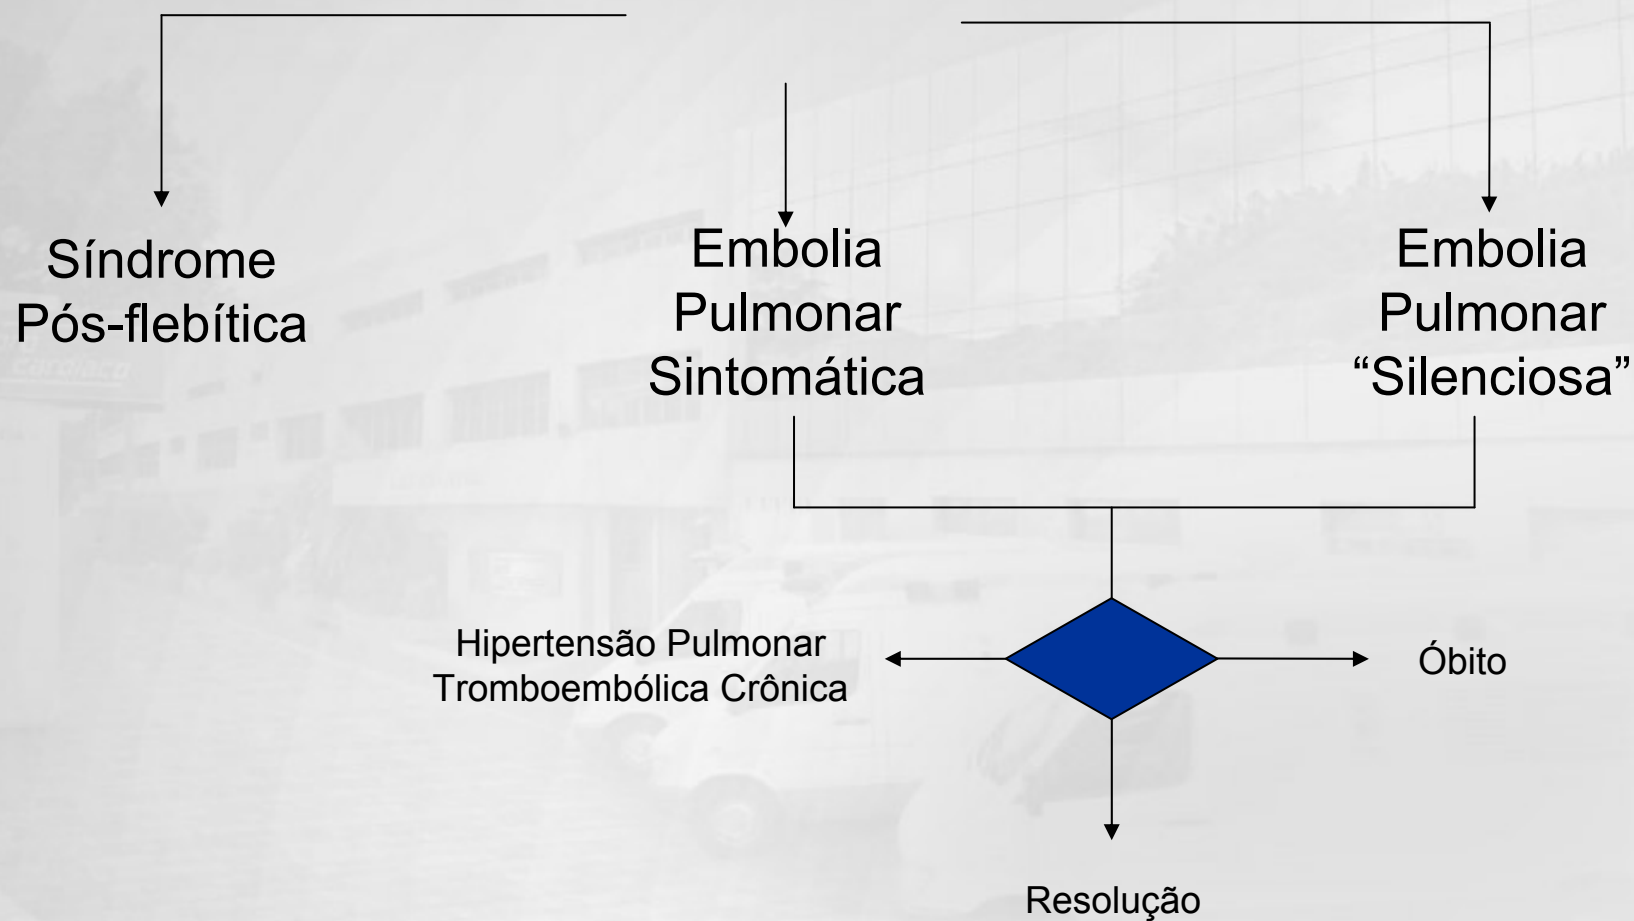 Síndrome
Pós-flebítica
Embolia
Pulmonar
Sintomática
Embolia
Pulmonar
“Silenciosa”
Hipertensão Pulmonar
Tromboembólica Crônica
Óbito
Resolução